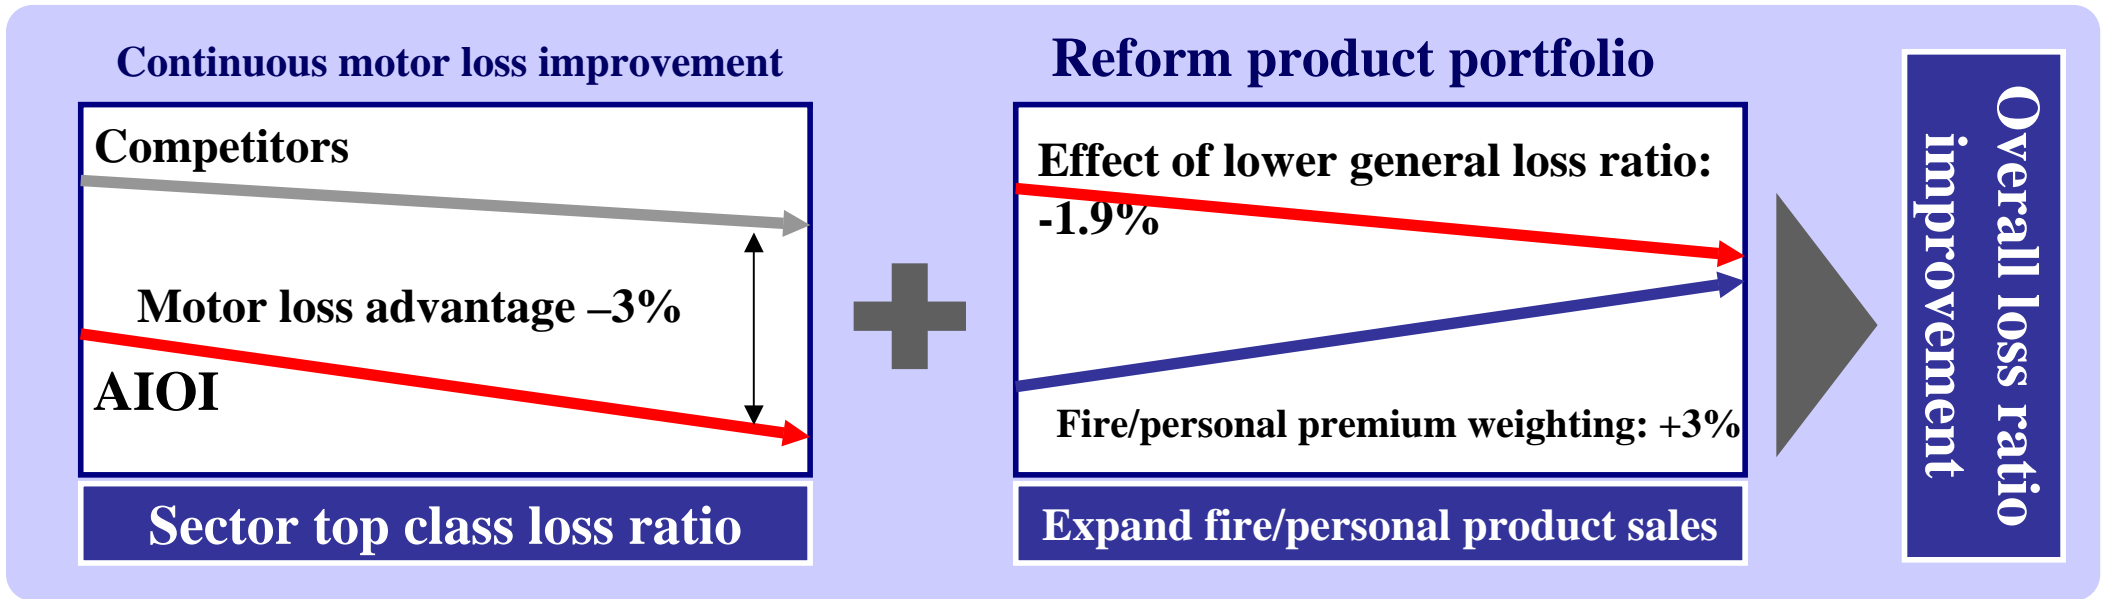 Continuous motor loss improvement
Competitors
Motor loss advantage –3%
AIOI
Sector top class loss ratio
Reform product portfolio
Effect of lower general loss ratio:
-1.9%
Fire/personal premium weighting: +3%
Expand fire/personal product sales
Overall loss ratio
improvement